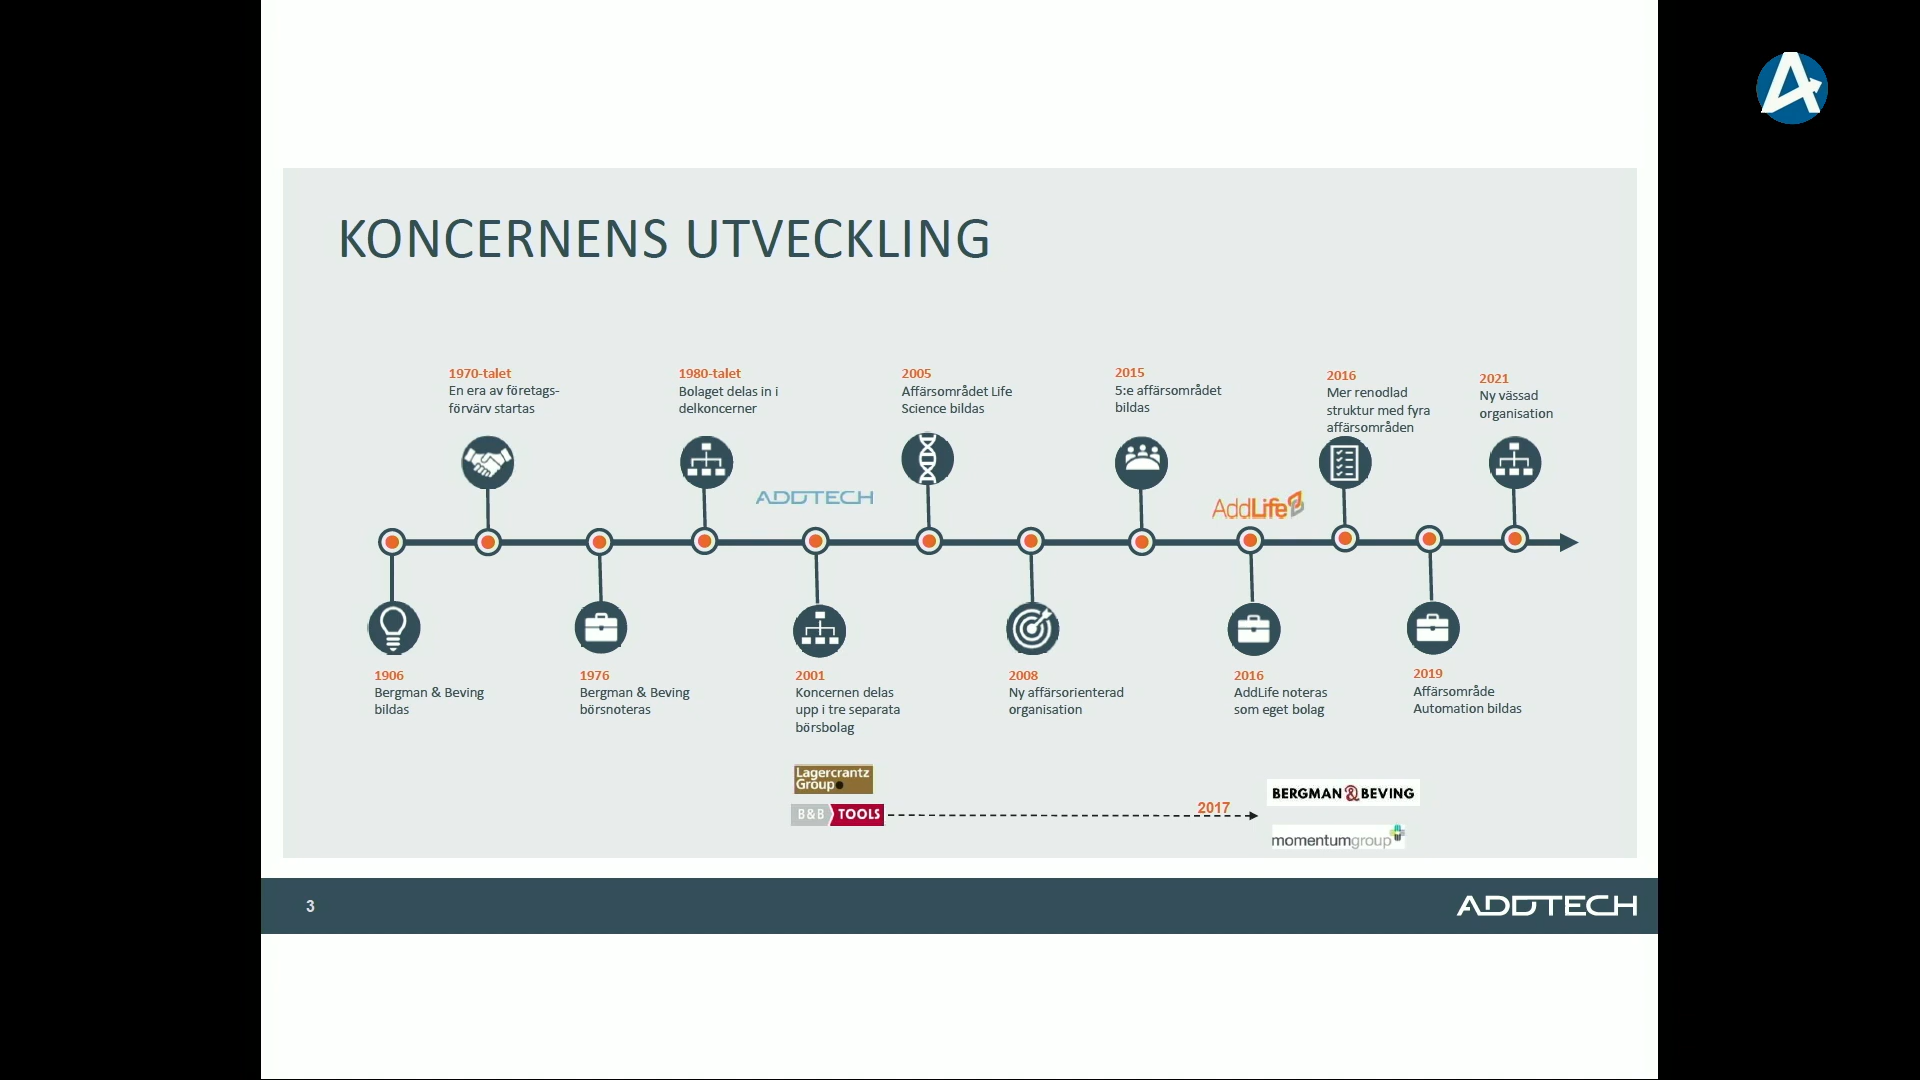 KONCERNENS UTVECKLING
1970-talet
En era av företags-
förvärv startas
1980-talet
Bolaget delas in i
delkoncerner
2005
Affärsområdet Life
Science bildas
2015
5:e affärsområdet
bildas
2016
Mer renodlad
struktur med fyra
affärsområden
2021
Ny vässad
organisation
ADDTECH
AddLife
1906
Bergman & Beving
bildas
1976
Bergman & Beving
börsnoteras
2001
Koncernen delas
upp i tre separata
börsbolag
2008
Ny affärsorienterad
organisation
2016
AddLife noteras
som eget bolag
2019
Affärsområde
Automation bildas
Lagercrantz
Group
B&B TOOLS
2017
BERGMAN & BEVING
momentumgroup
3
ADDTECH